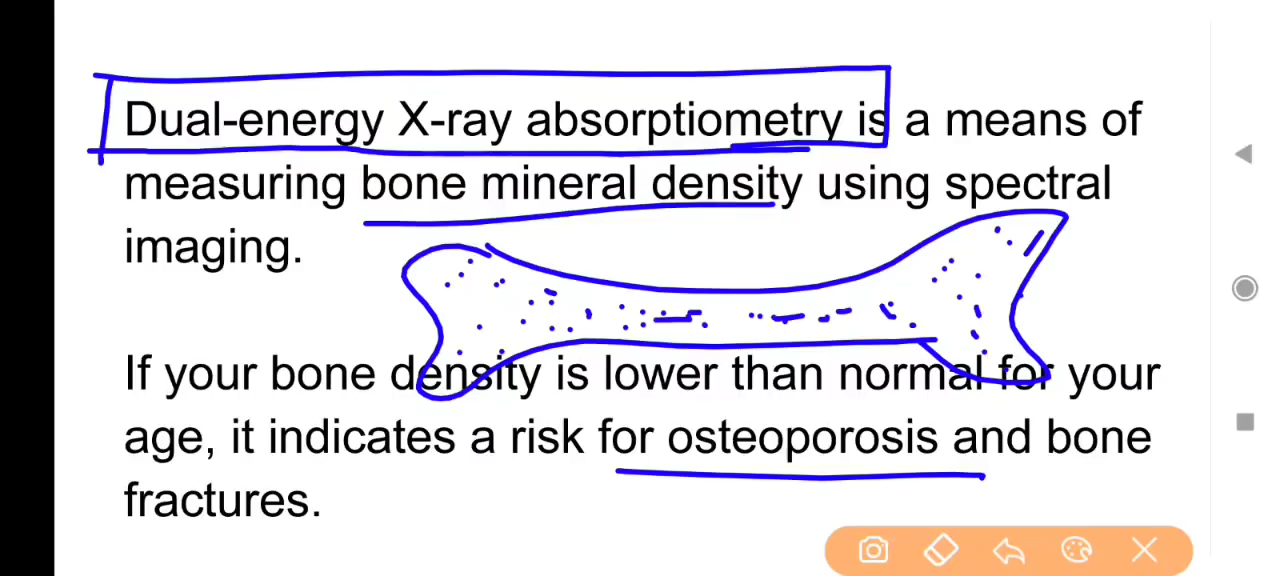 Dual-energy X-ray absorptiometry is a means of
measuring bone mineral density using spectral
imaging.
If your bone density is lower than normal for your
age, it indicates a risk for osteoporosis and bone
fractures.